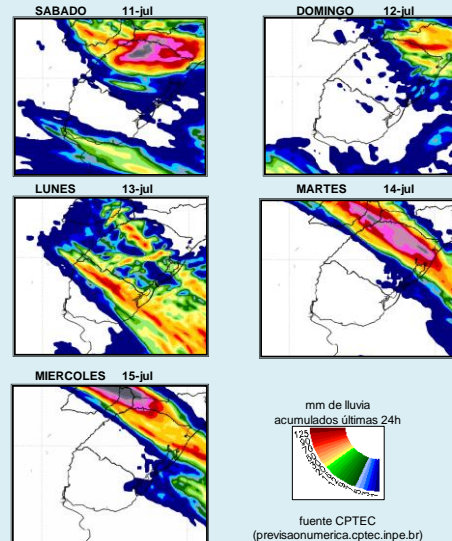 SABADO 11-jul
DOMINGO 12-jul
LUNES 13-jul
MARTES 14-jul
MIERCOLES 15-jul
mm de lluvia
acumulados últimas 24h
125
fuente CPTEC
(previsaonumerica.cptec.inpe.br)